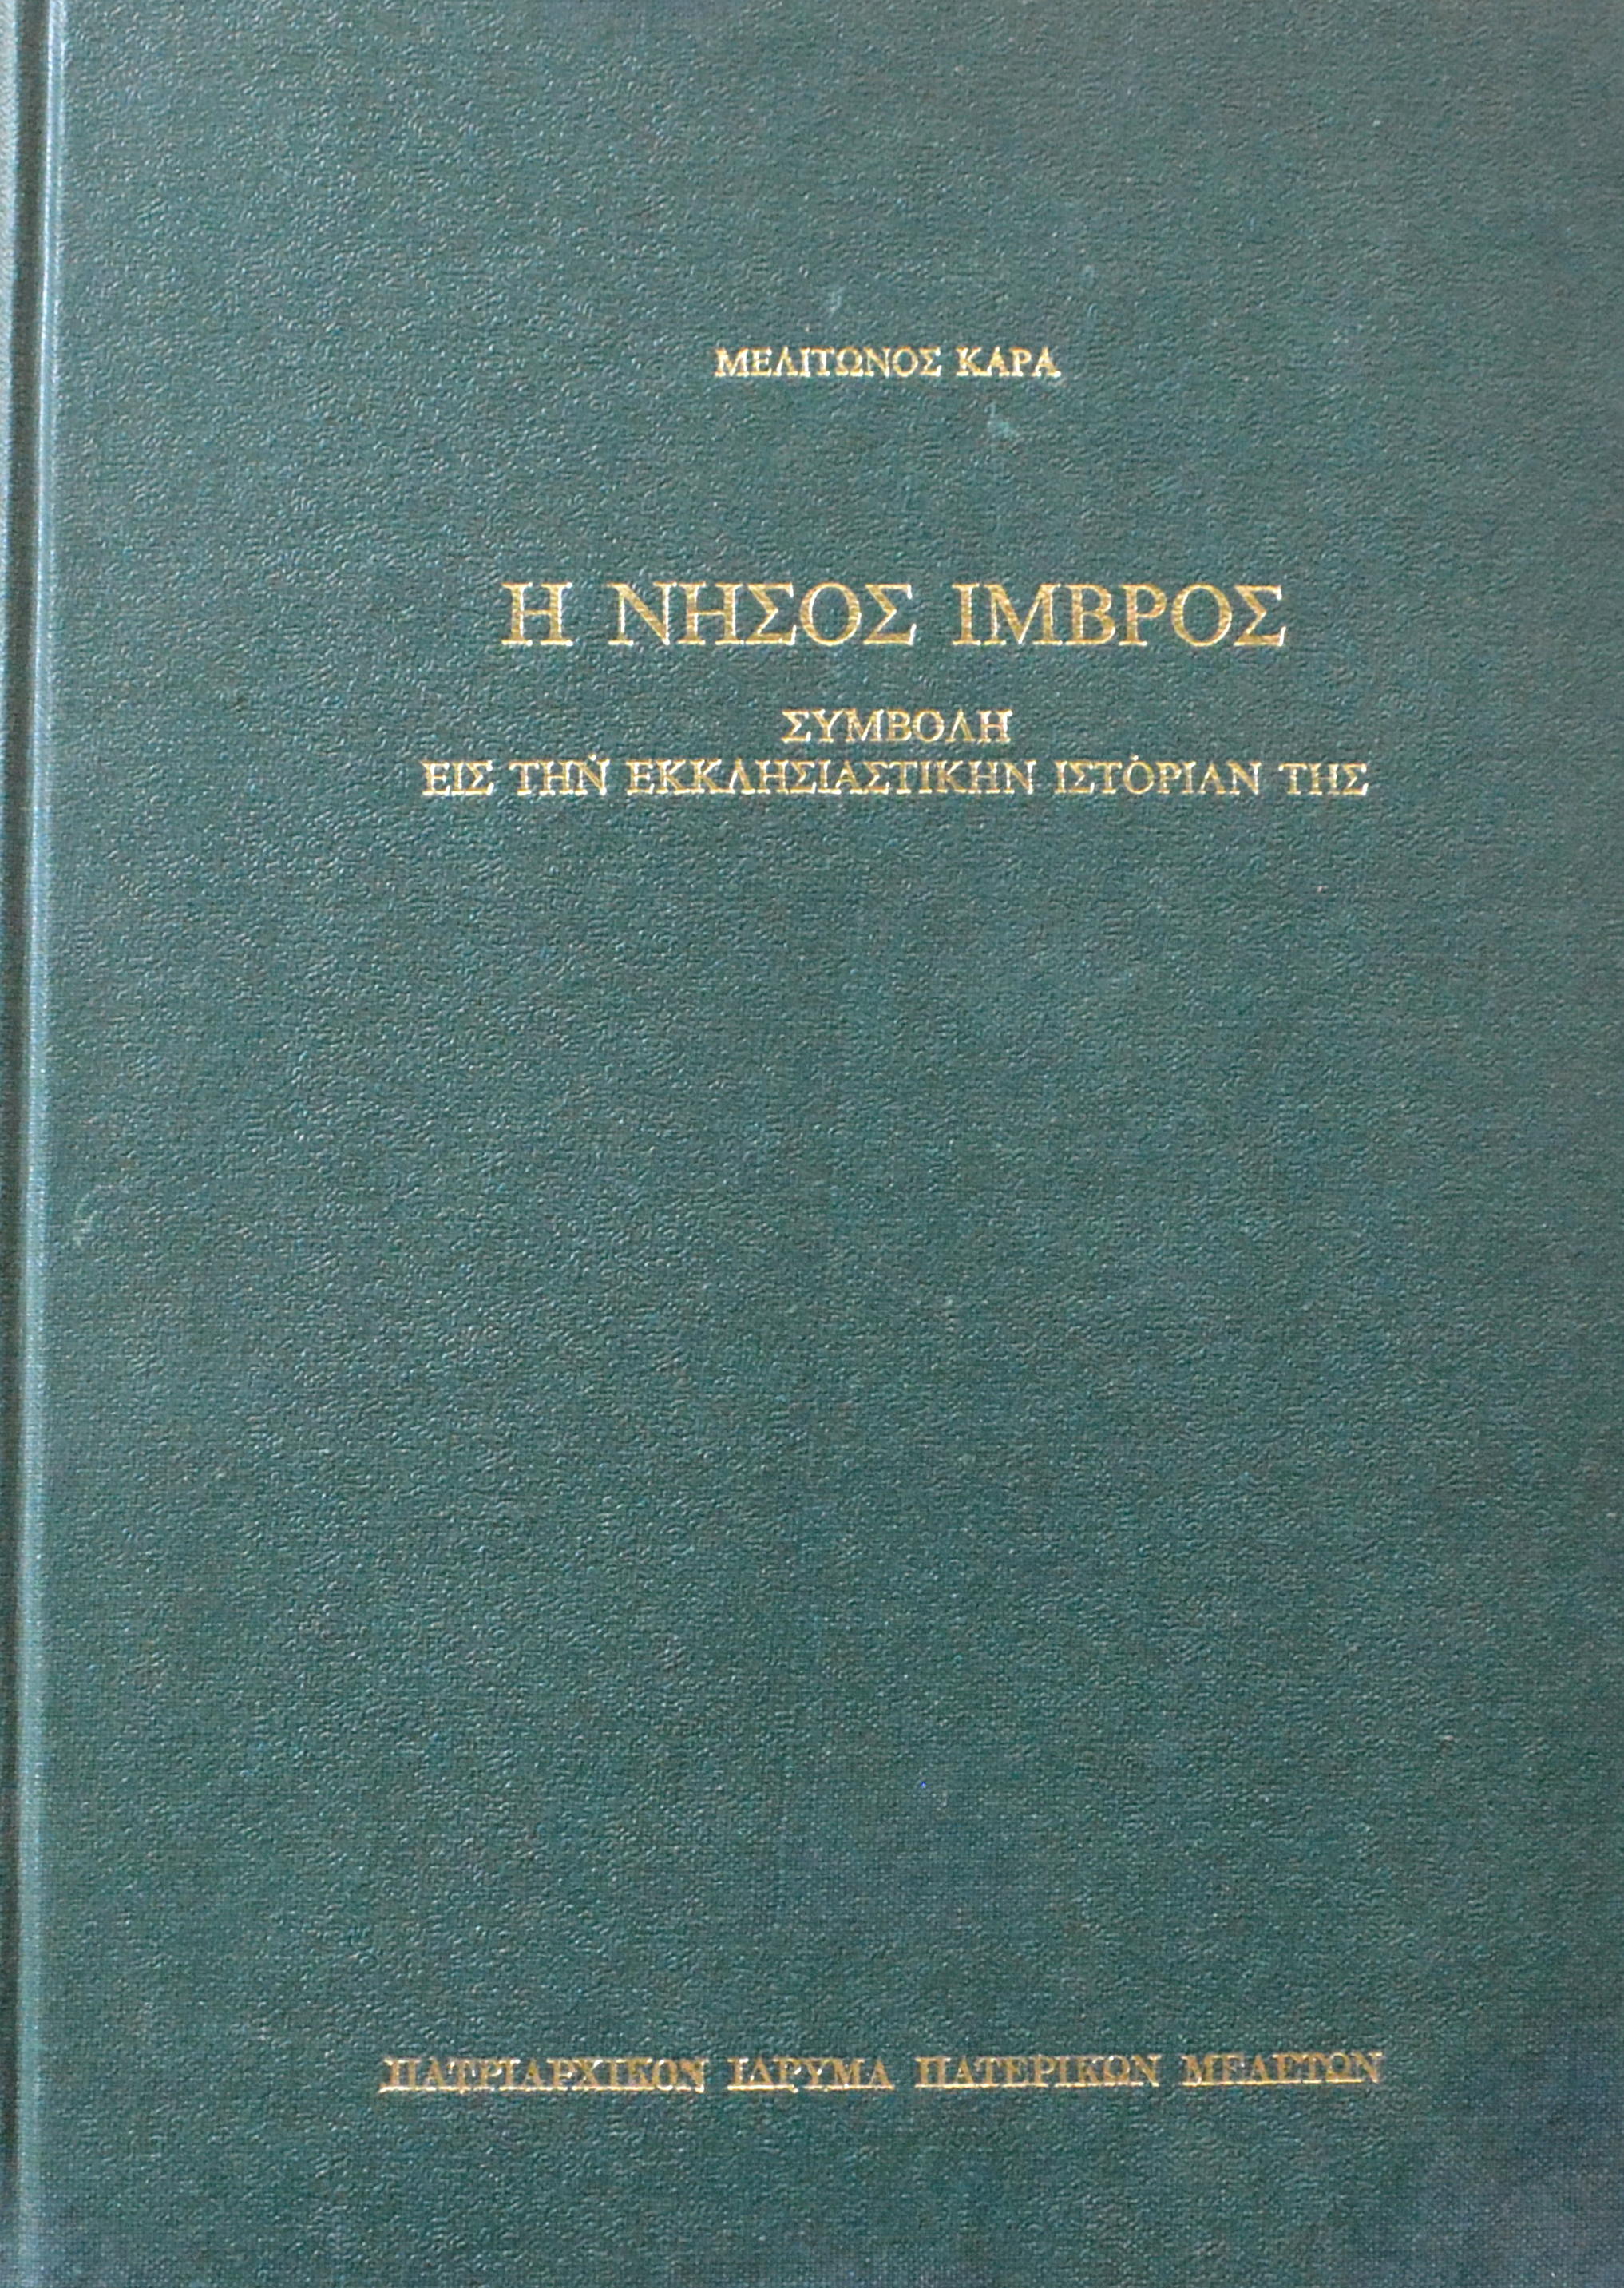 ΜΕΛΙΤΩΝΟΣ ΚΑΡΑ
Η ΝΗΣΟΣ ΙΜΒΡΟΣ
ΣΥΜΒΟΛΗ
ΕΙΣ ΤΗΝ ΕΚΚΛΗΣΙΑΣΤΙΚΗΝ ΙΣΤΟΡΙΑΝ ΤΗΣ
ΠΑΤΡΙΑΡΧΙΚΟΝ ΙΔΡΥΜΑ ΠΑΤΕΡΙΚΩΝ ΜΕΛΕΤΩΝ